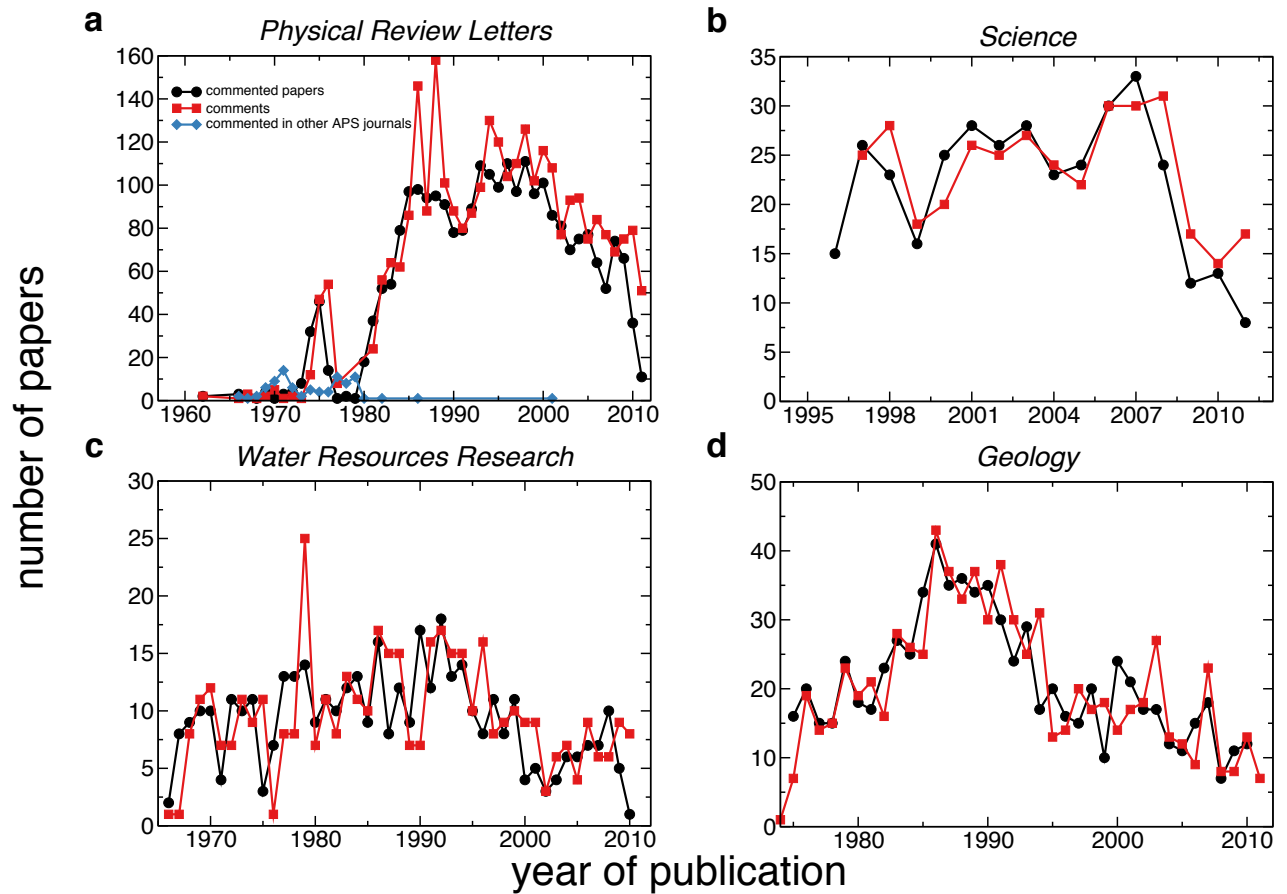 a
Physical Review Letters
160
140
120
100
80
60
40
20
0
commented papers
comments
commented in other APS journals
1960 1970 1980 1990 2000 2010
b
Science
35
30
25
20
15
10
5
0
1995 1998 2001 2004 2007 2010
number of papers
c
Water Resources Research
30
25
20
15
10
5
0
1970 1980 1990 2000 2010
d
Geology
50
40
30
20
10
0
1980 1990 2000 2010
year of publication